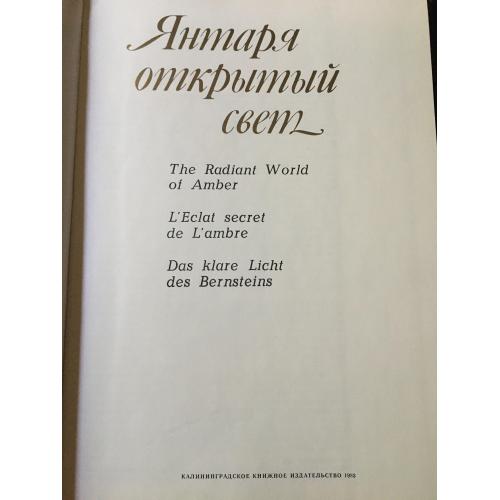 Янтаря
открытый
свет
The Radiant World
of Amber
L'Eclat secret
de L'ambre
Das klare Licht
des Bernsteins
КАЛИНИНГРАДСКОЕ КНИЖНОЕ ИЗДАТЕЛЬСТВО